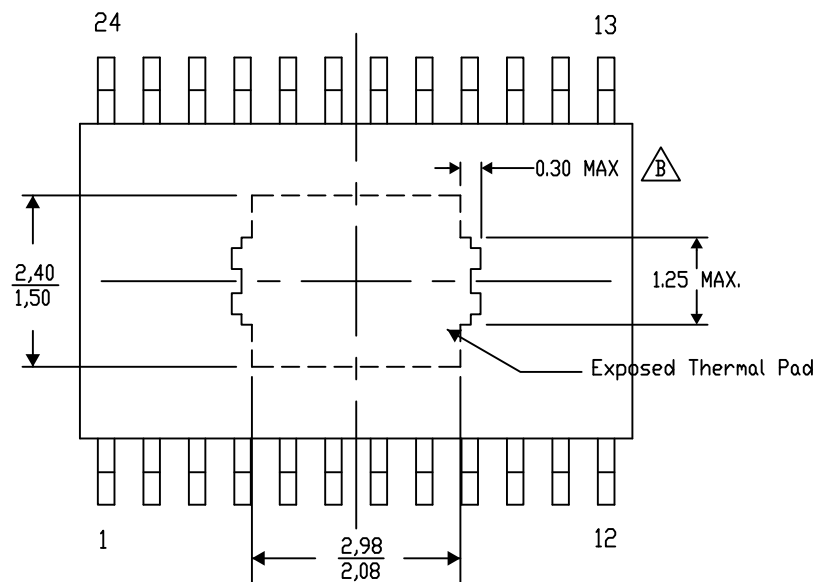 24
13
0.30 MAX
B
2,40
1,50
1.25 MAX.
Exposed Thermal Pad
1
12
2,98
2,08